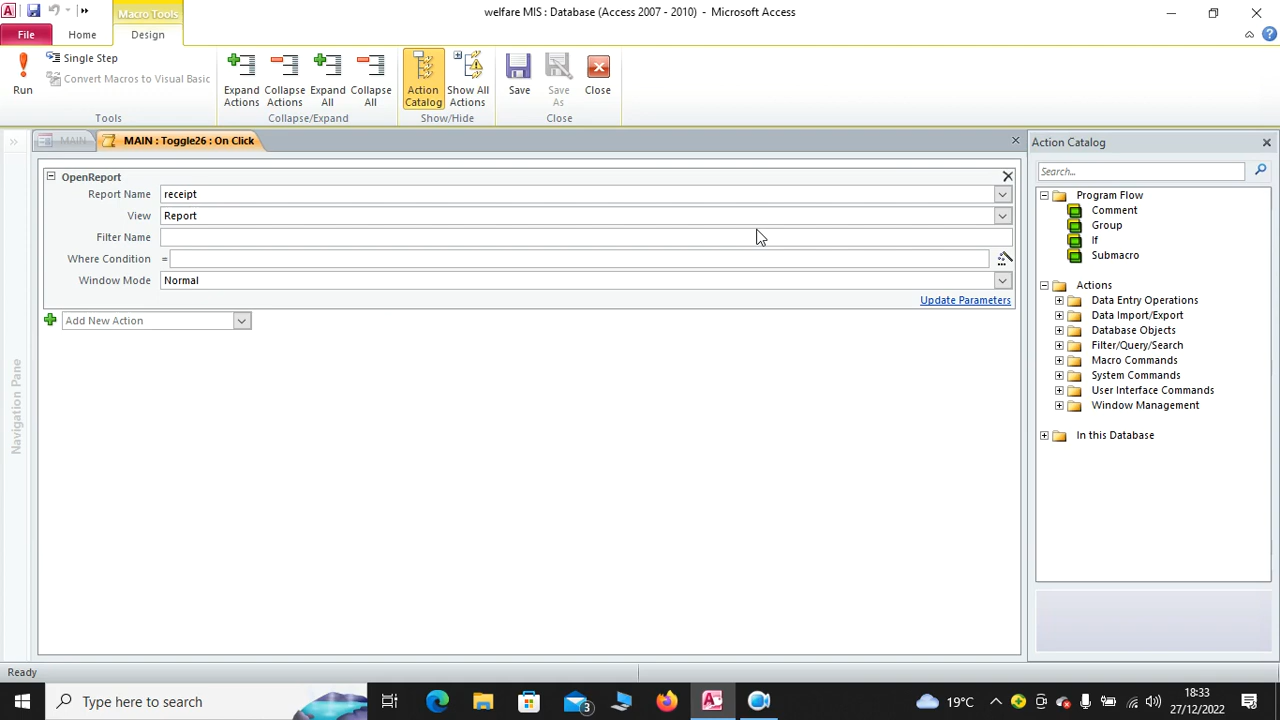 welfare MIS : Database (Access 2007 - 2010)  -  Microsoft Access
Macro Tools
File
Home
Design
Run
Single Step
Convert Macros to Visual Basic
Expand Actions
Collapse Actions
Expand All
Collapse All
Action Catalog
Show All Actions
Save
Save As
Close
Tools
Collapse/Expand
Show/Hide
Close
MAIN
MAIN : Toggle26 : On Click
Action Catalog
OpenReport
Report Name receipt
View Report
Filter Name
Where Condition =
Window Mode Normal
Update Parameters
Add New Action
Search...
Program Flow
Comment
Group
If
Submacro
Actions
Data Entry Operations
Data Import/Export
Database Objects
Filter/Query/Search
Macro Commands
System Commands
User Interface Commands
Window Management
In this Database
Navigation Pane
Ready
Type here to search
3
19°C
18:33
27/12/2022